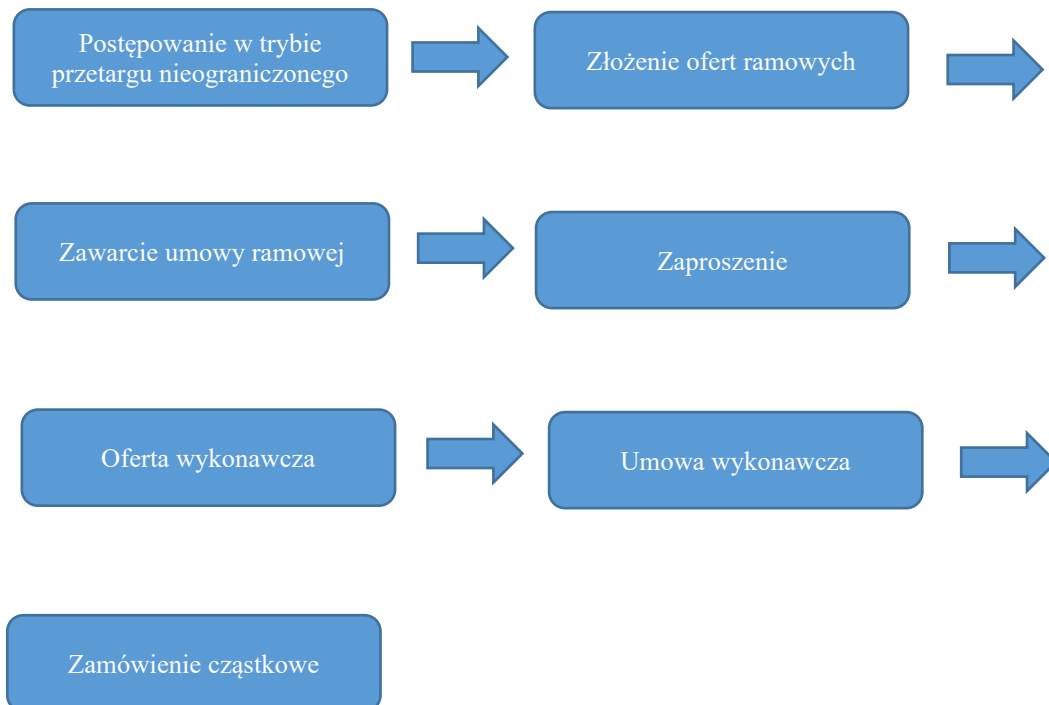 Postępowanie w trybie
przetargu nieograniczonego
Złożenie ofert ramowych
Zawarcie umowy ramowej
Zaproszenie
Oferta wykonawcza
Umowa wykonawcza
Zamówienie cząstkowe